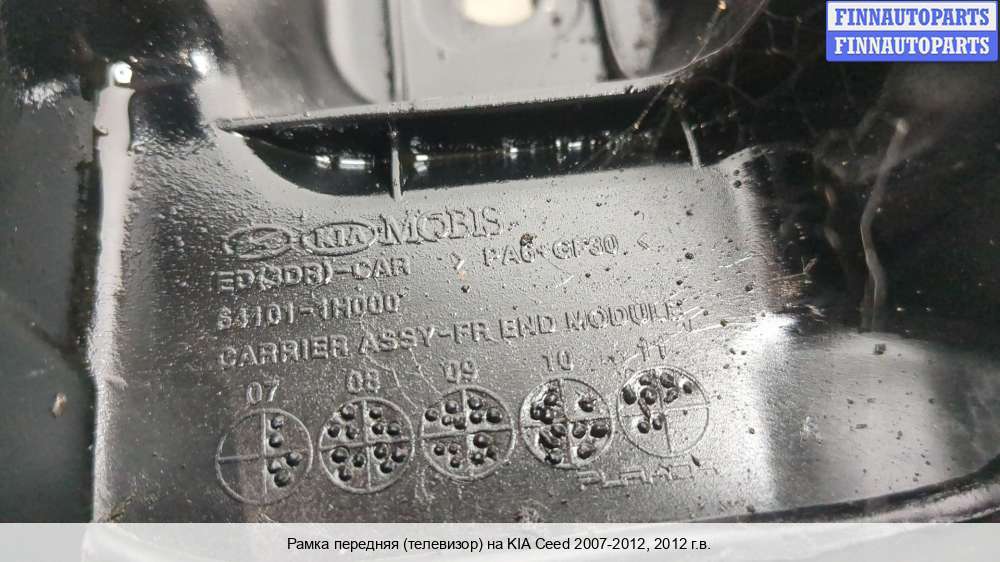 FINNAUTOPARTS
FINNAUTOPARTS
KIA MOBIS
ED(5DR)-CAR > PA6-GF30 <
64101-1H000
CARRIER ASSY-FR END MODULE
07 08 09 10 11
Рамка передняя (телевизор) на KIA Ceed 2007-2012, 2012 г.в.